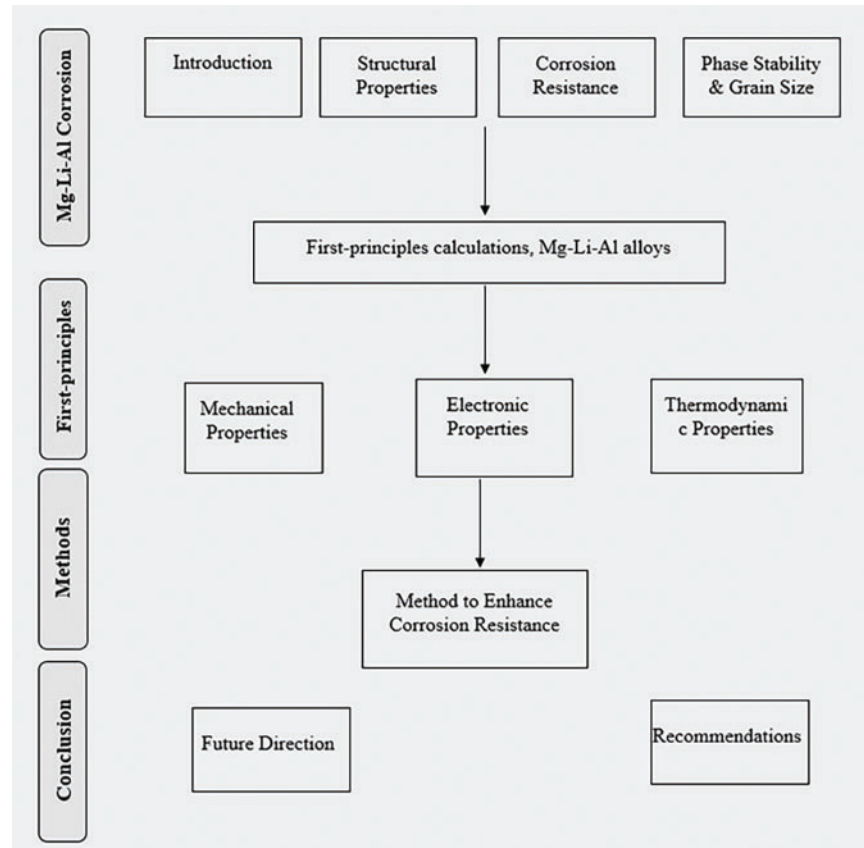 Mg-Li-Al Corrosion
Introduction
Structural
Properties
Corrosion
Resistance
Phase Stability
& Grain Size
First-principles calculations, Mg-Li-Al alloys
First-principles
Mechanical
Properties
Electronic
Properties
Thermodynami
c Properties
Methods
Method to Enhance
Corrosion Resistance
Conclusion
Future Direction
Recommendations